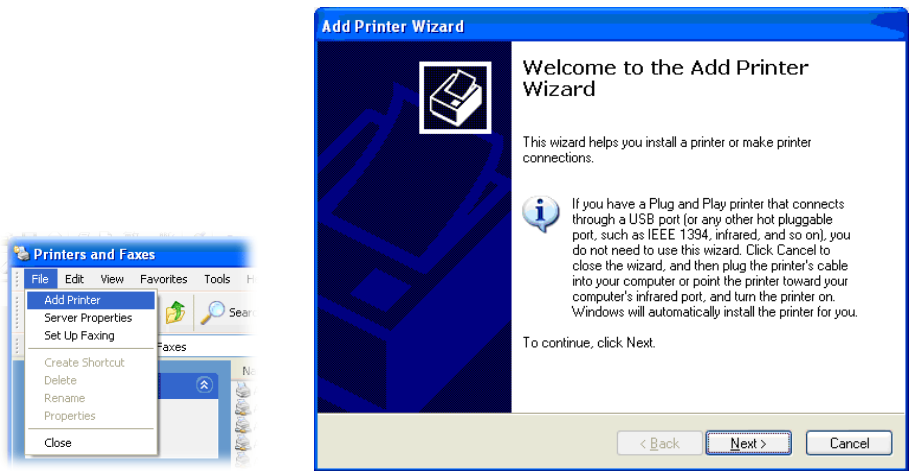 Printers and Faxes
File Edit View Favorites Tools
Add Printer
Server Properties
Set Up Faxing
Create Shortcut
Delete
Rename
Properties
Close
Sear
Faxes
Na
Add Printer Wizard
Welcome to the Add Printer
Wizard
This wizard helps you install a printer or make printer
connections.
If you have a Plug and Play printer that connects
through a USB port (or any other hot pluggable
port, such as IEEE 1394, infrared, and so on), you
do not need to use this wizard. Click Cancel to
close the wizard, and then plug the printer's cable
into your computer or point the printer toward your
computer's infrared port, and turn the printer on.
Windows will automatically install the printer for you.
To continue, click Next.
< Back Next > Cancel